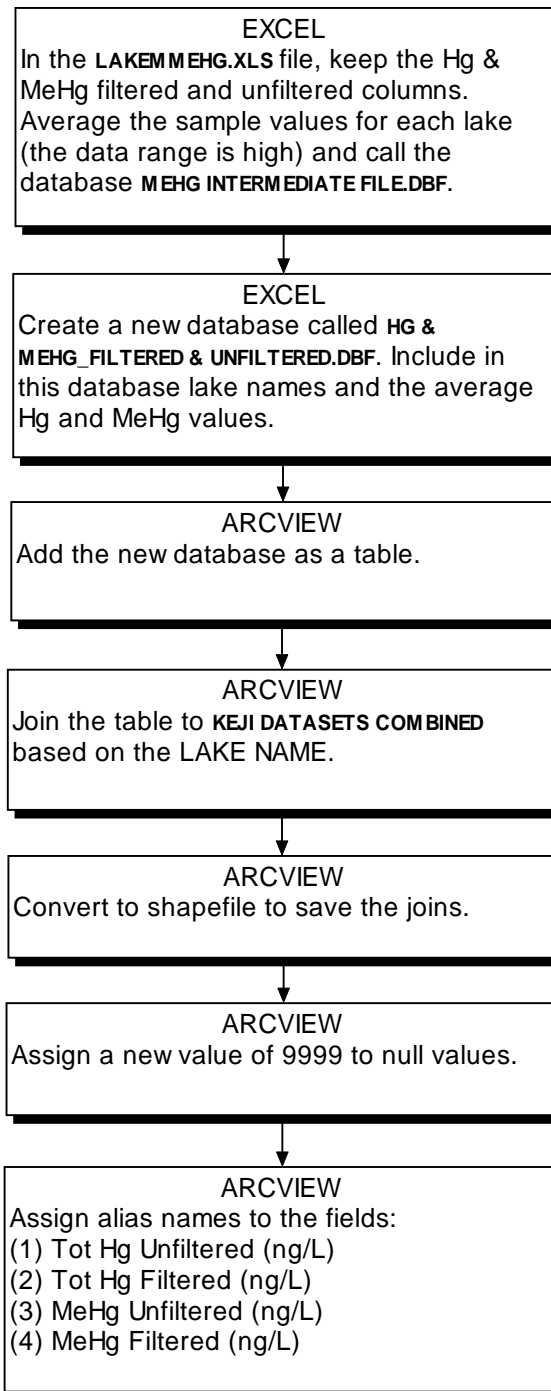 EXCEL
In the LAKEMMEHG.XLS file, keep the Hg &
MeHg filtered and unfiltered columns.
Average the sample values for each lake
(the data range is high) and call the
database MEHG INTERMEDIATE FILE.DBF.
EXCEL
Create a new database called HG &
MEHG_FILTERED & UNFILTERED.DBF. Include in
this database lake names and the average
Hg and MeHg values.
ARCVIEW
Add the new database as a table.
ARCVIEW
Join the table to KEJI DATASETS COMBINED
based on the LAKE NAME.
ARCVIEW
Convert to shapefile to save the joins.
ARCVIEW
Assign a new value of 9999 to null values.
ARCVIEW
Assign alias names to the fields:
(1) Tot Hg Unfiltered (ng/L)
(2) Tot Hg Filtered (ng/L)
(3) MeHg Unfiltered (ng/L)
(4) MeHg Filtered (ng/L)